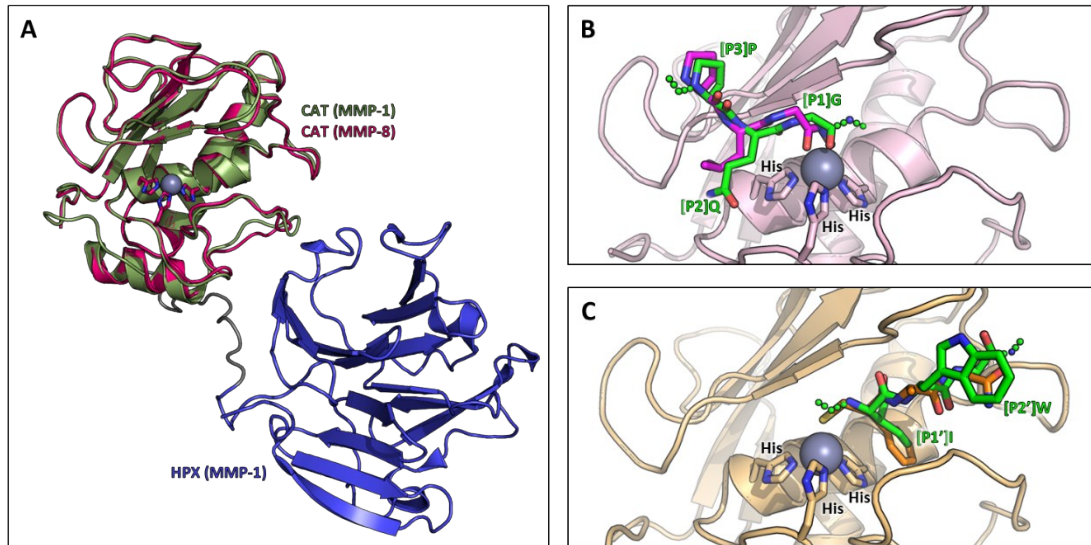 A
CAT (MMP-1)
CAT (MMP-8)
HPX (MMP-1)
B
[P3]P
[P1]G
His
[P2]Q
His
His
C
[P2']W
[P1']I
His
His
His